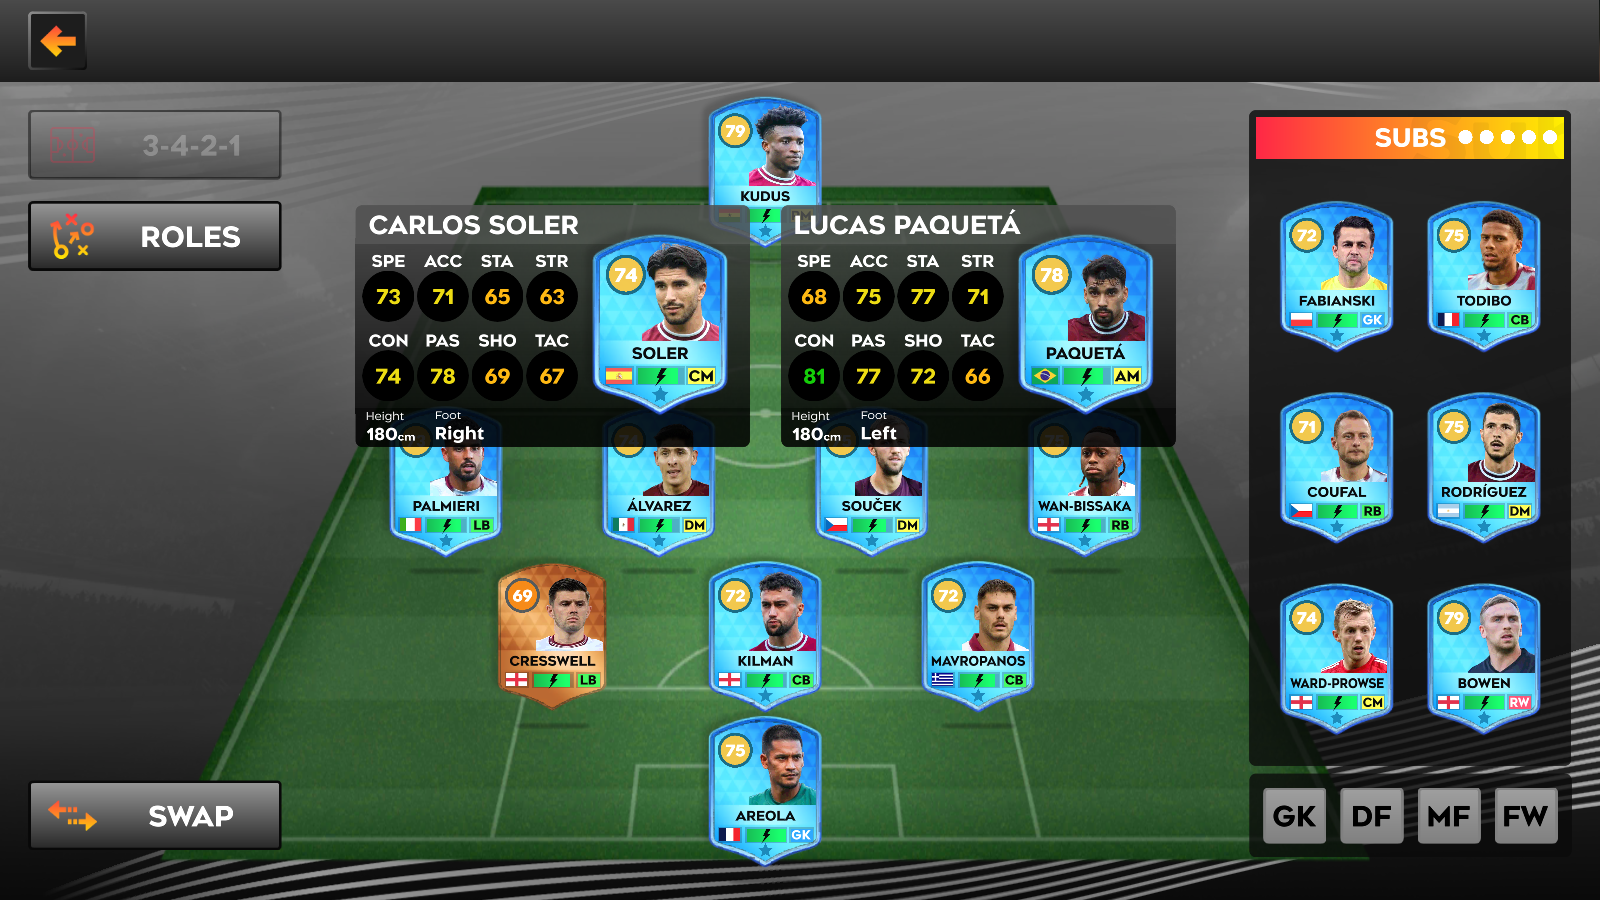 3-4-2-1
ROLES
SWAP
79
KUDUS
CARLOS SOLER
SPE ACC STA STR
73 71 65 63
CON PAS SHO TAC
74 78 69 67
Height Foot
180cm Right
74
SOLER
CM
LUCAS PAQUETÁ
SPE ACC STA STR
68 75 77 71
CON PAS SHO TAC
81 77 72 66
Height Foot
180cm Left
78
PAQUETÁ
AM
PALMIERI
LB
74
ÁLVAREZ
DM
SOUČEK
DM
75
WAN-BISSAKA
RB
69
CRESSWELL
LB
72
KILMAN
CB
72
MAVROPANOS
CB
75
AREOLA
GK
SUBS
72
FABIANSKI
GK
75
TODIBO
CB
71
COUFAL
RB
75
RODRÍGUEZ
DM
74
WARD-PROWSE
CM
79
BOWEN
RW
GK DF MF FW